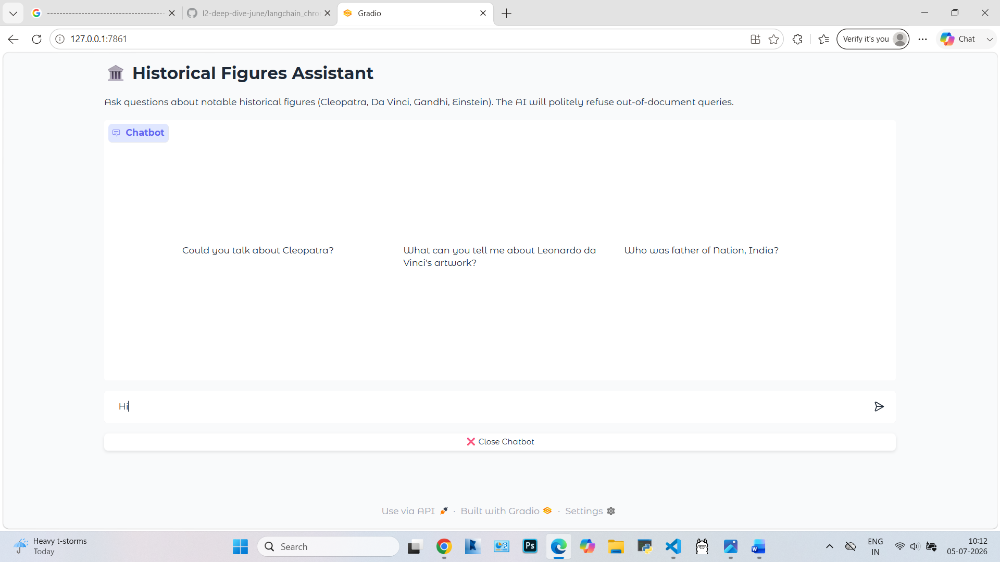 l2-deep-dive-june/langchain_chro
Gradio
127.0.0.1:7861
Verify it's you
Chat
Historical Figures Assistant
Ask questions about notable historical figures (Cleopatra, Da Vinci, Gandhi, Einstein). The AI will politely refuse out-of-document queries.
Chatbot
Could you talk about Cleopatra?
What can you tell me about Leonardo da
Vinci's artwork?
Who was father of Nation, India?
Hi
Close Chatbot
Use via API · Built with Gradio · Settings
Heavy t-storms
Today
Search
Ps
W
ENG
IN
10:12
05-07-2026